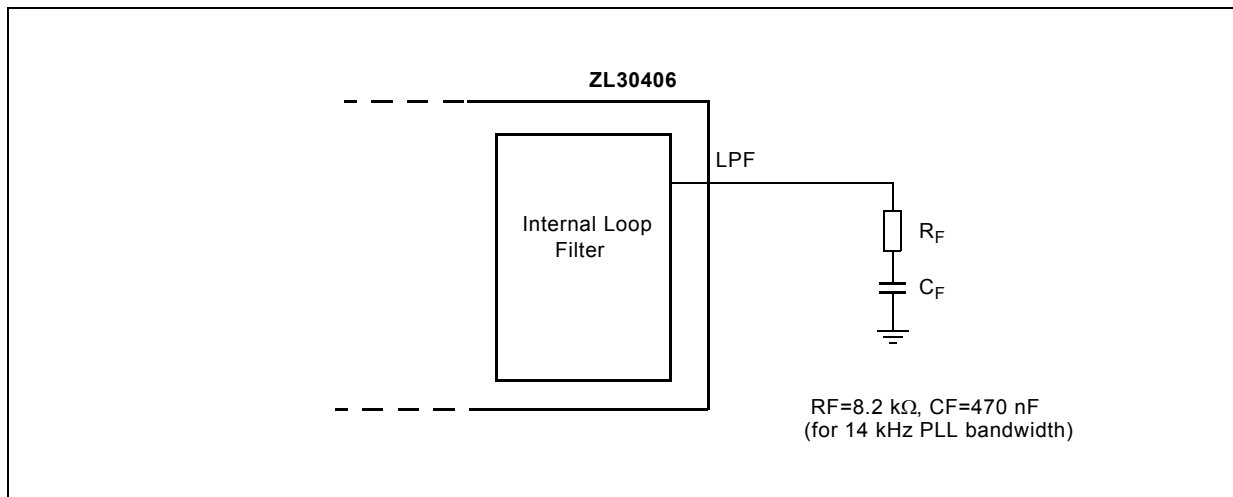 ZL30406
LPF
Internal Loop
Filter
RF
CF
RF=8.2 kΩ, CF=470 nF
(for 14 kHz PLL bandwidth)